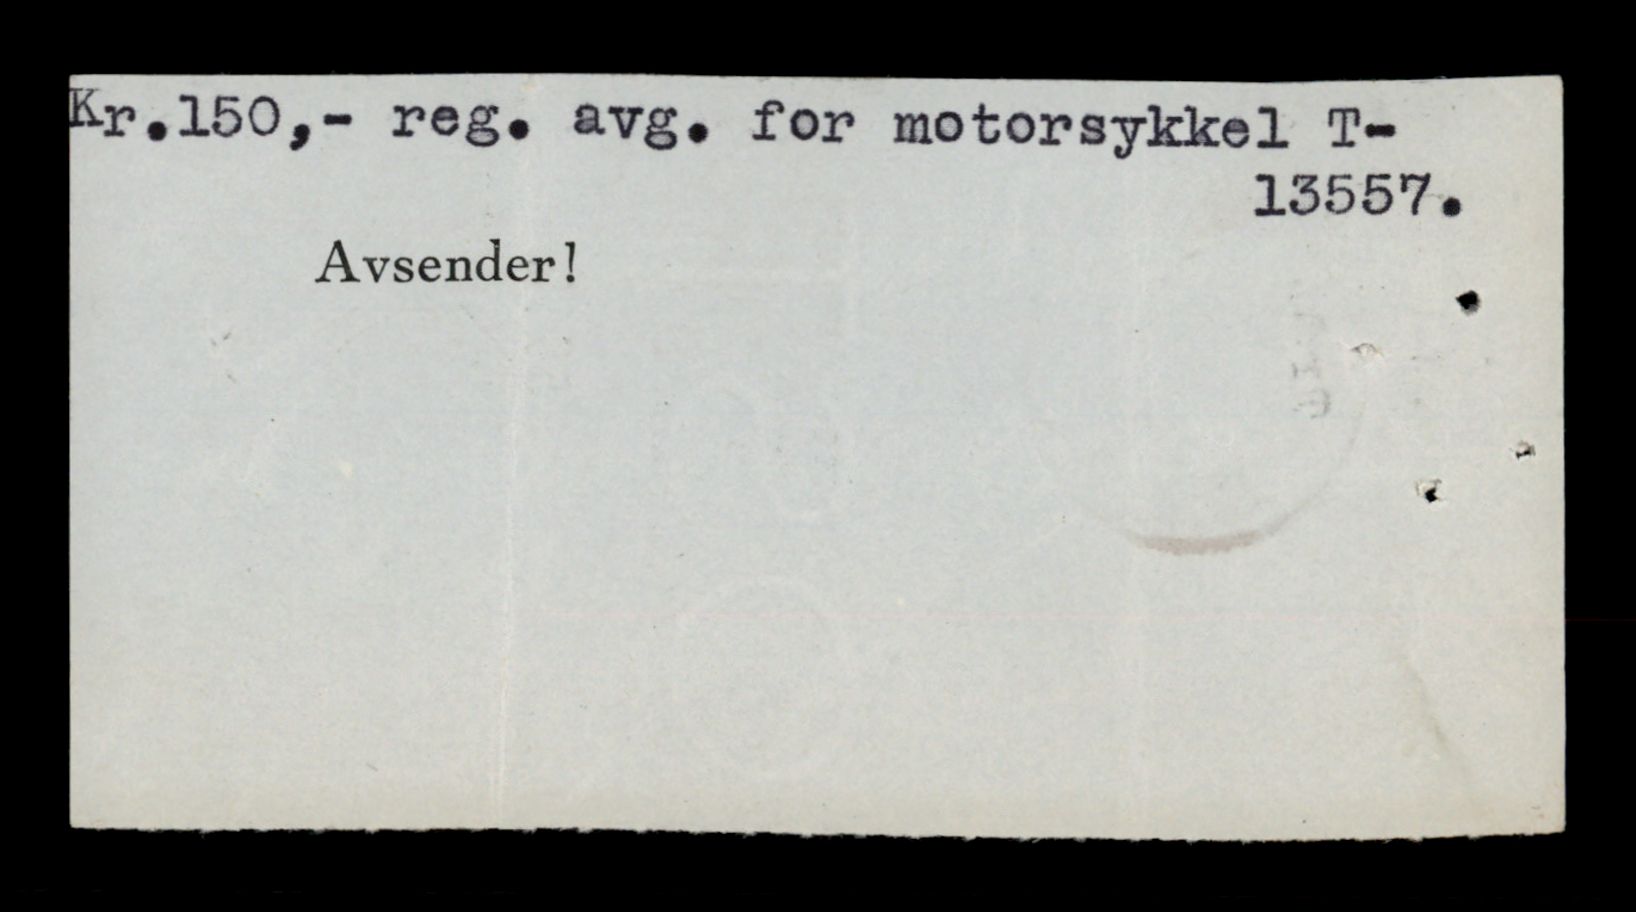 Kr.150,- reg. avg. for motorsykkel T-
13557.
Avsender!